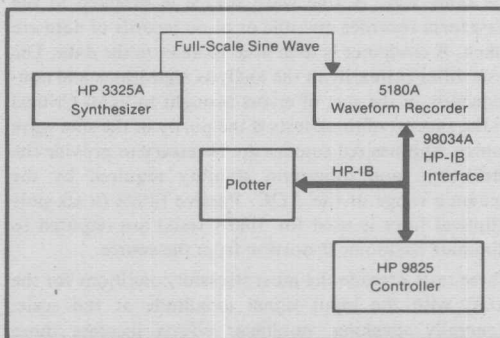 Full-Scale Sine Wave
HP 3325A
Synthesizer
5180A
Waveform Recorder
98034A
HP-IB
Interface
HP-IB
Plotter
HP 9825
Controller